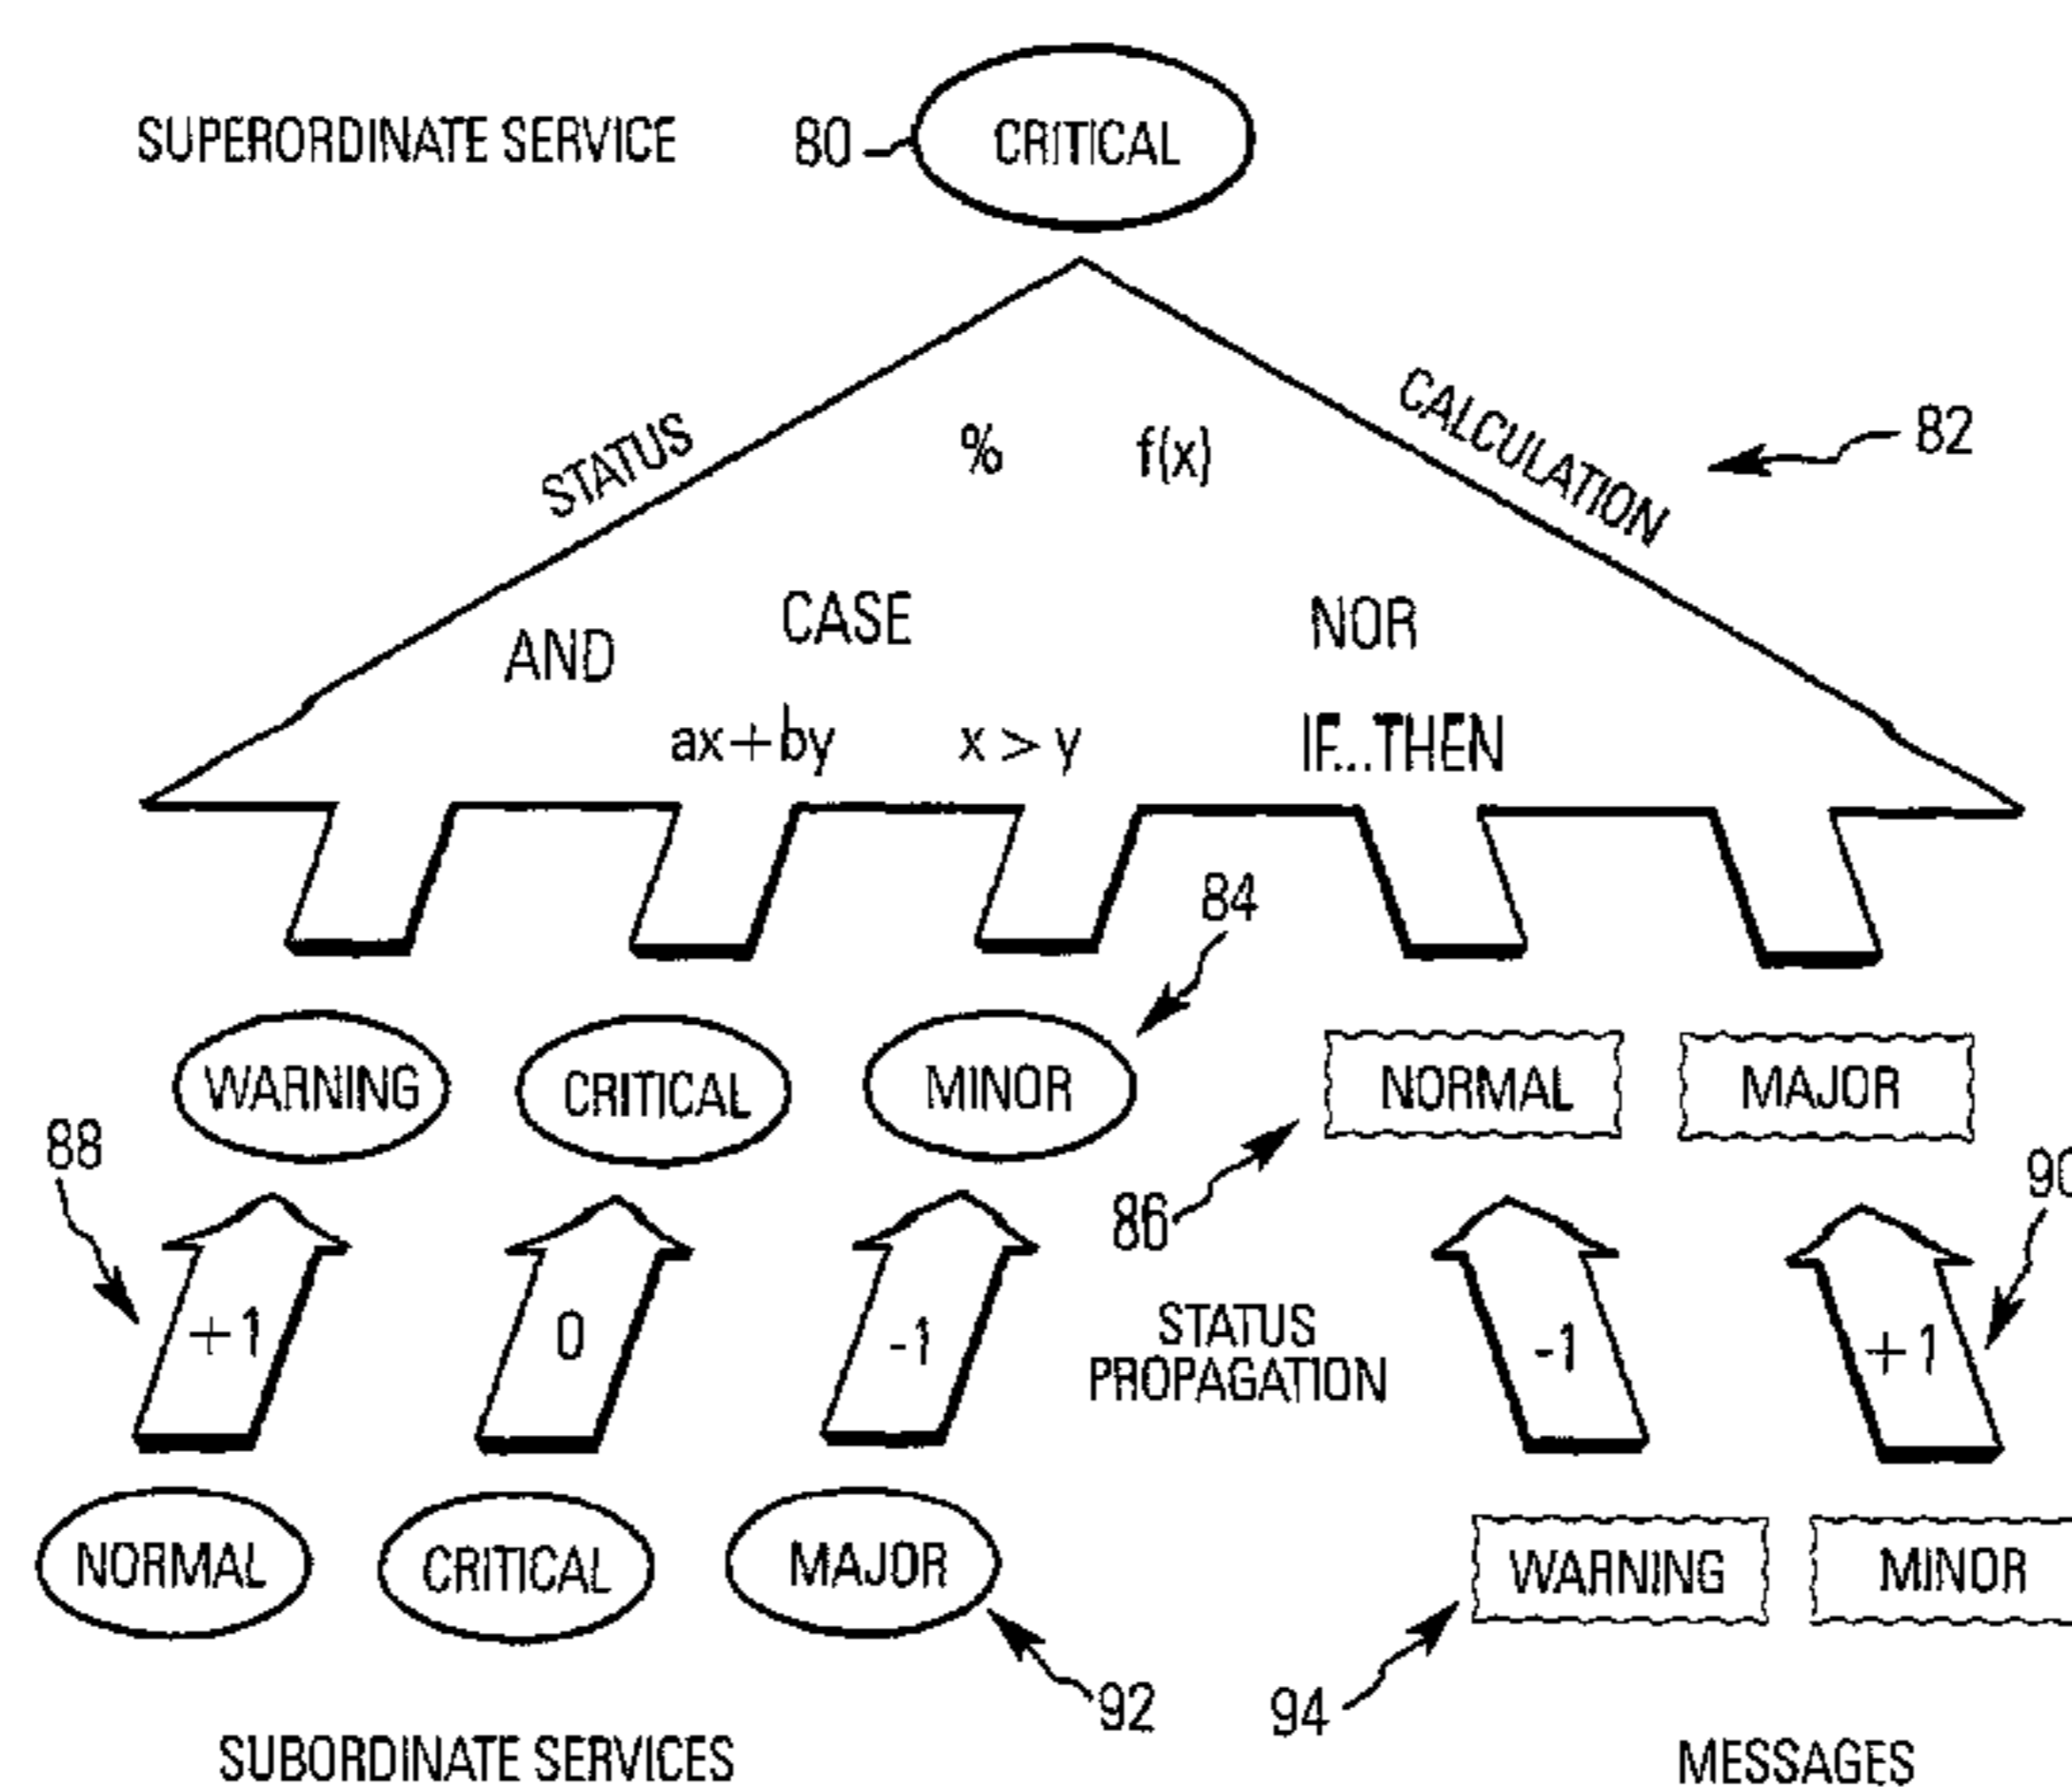 SUPERORDINATE SERVICE 80 CRITICAL
STATUS % f(x) CALCULATION 82
AND CASE NOR
ax+by x > y IF...THEN
84
WARNING CRITICAL MINOR NORMAL MAJOR
88 86 90
+1 0 -1 STATUS PROPAGATION -1 +1
NORMAL CRITICAL MAJOR WARNING MINOR
92 94
SUBORDINATE SERVICES MESSAGES